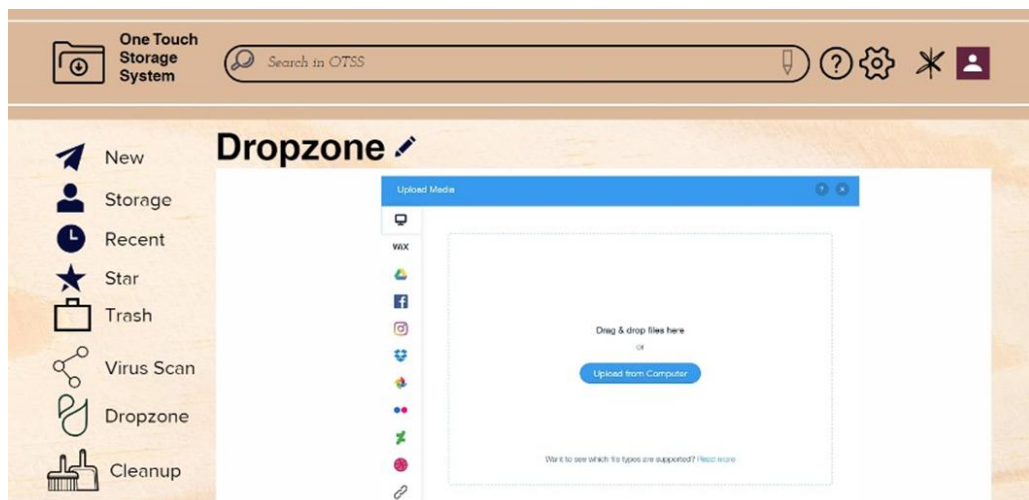 One Touch
Storage
System
Search in OTSS
Dropzone
New
Storage
Recent
Star
Trash
Virus Scan
Dropzone
Cleanup
Upload Media
WiX
Drag & drop files here
or
Upload from Computer
Want to see which file types are supported? Read more